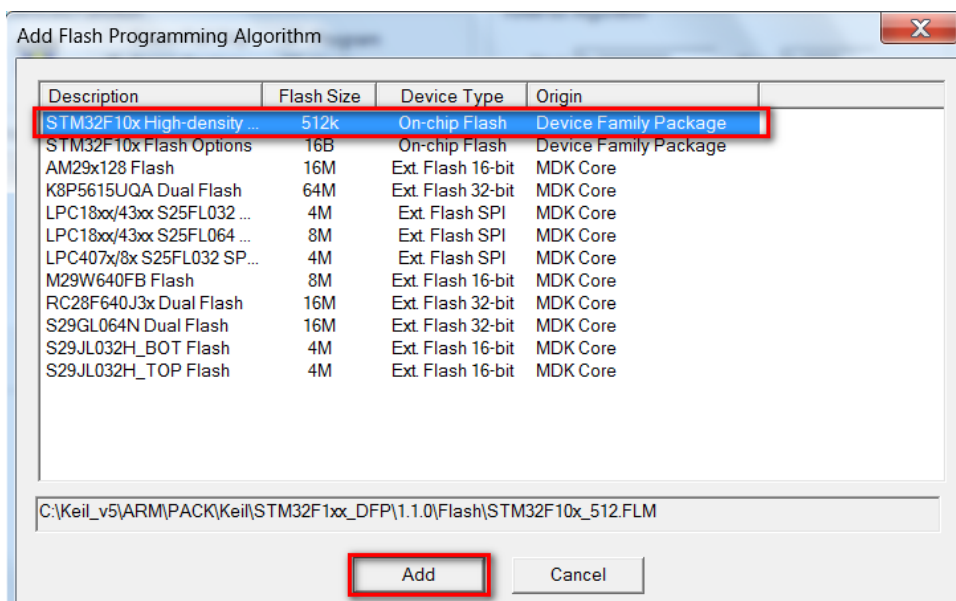 Add Flash Programming Algorithm
Description Flash Size Device Type Origin
STM32F10x High-density ... 512k On-chip Flash Device Family Package
STM32F10x Flash Options 16B On-chip Flash Device Family Package
AM29x128 Flash 16M Ext. Flash 16-bit MDK Core
K8P5615UQA Dual Flash 64M Ext. Flash 32-bit MDK Core
LPC18xx/43xx S25FL032 ... 4M Ext. Flash SPI MDK Core
LPC18xx/43xx S25FL064 ... 8M Ext. Flash SPI MDK Core
LPC407x/8x S25FL032 SP... 4M Ext. Flash SPI MDK Core
M29W640FB Flash 8M Ext. Flash 16-bit MDK Core
RC28F640J3x Dual Flash 16M Ext. Flash 32-bit MDK Core
S29GL064N Dual Flash 16M Ext. Flash 32-bit MDK Core
S29JL032H_BOT Flash 4M Ext. Flash 16-bit MDK Core
S29JL032H_TOP Flash 4M Ext. Flash 16-bit MDK Core
C:\Keil_v5\ARM\PACK\Keil\STM32F1xx_DFP\1.1.0\Flash\STM32F10x_512.FLM
Add Cancel